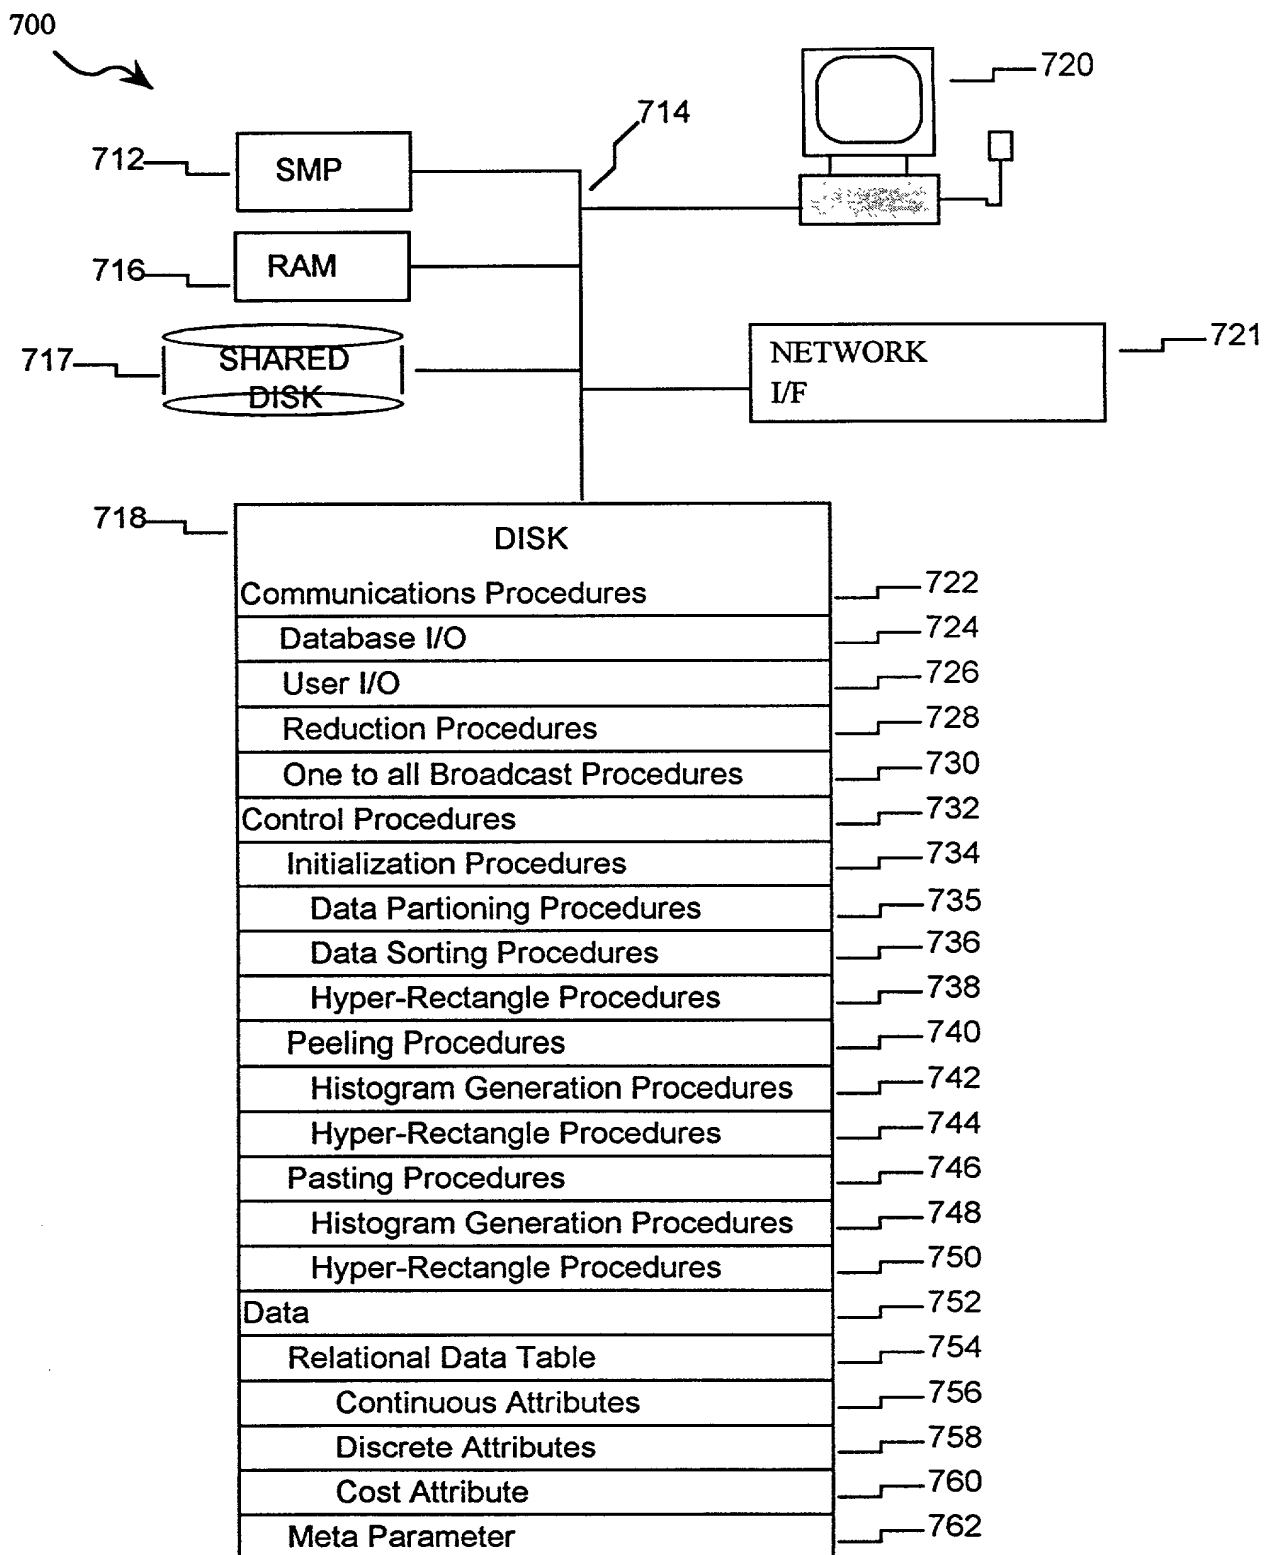 700
720
714
712
SMP
716
RAM
717
SHARED
DISK
NETWORK
I/F
721
718
DISK
Communications Procedures 722
Database I/O 724
User I/O 726
Reduction Procedures 728
One to all Broadcast Procedures 730
Control Procedures 732
Initialization Procedures 734
Data Partioning Procedures 735
Data Sorting Procedures 736
Hyper-Rectangle Procedures 738
Peeling Procedures 740
Histogram Generation Procedures 742
Hyper-Rectangle Procedures 744
Pasting Procedures 746
Histogram Generation Procedures 748
Hyper-Rectangle Procedures 750
Data 752
Relational Data Table 754
Continuous Attributes 756
Discrete Attributes 758
Cost Attribute 760
Meta Parameter 762